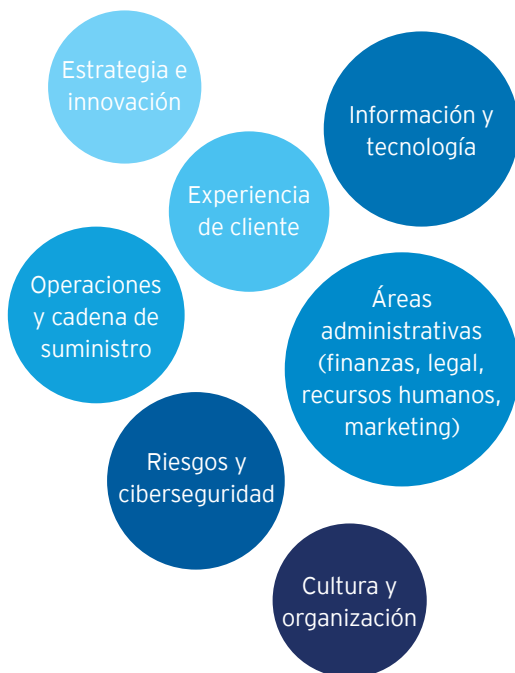 Estrategia e
innovación
Información y
tecnología
Experiencia
de cliente
Operaciones
y cadena de
suministro
Áreas
administrativas
(finanzas, legal,
recursos humanos,
marketing)
Riesgos y
ciberseguridad
Cultura y
organización